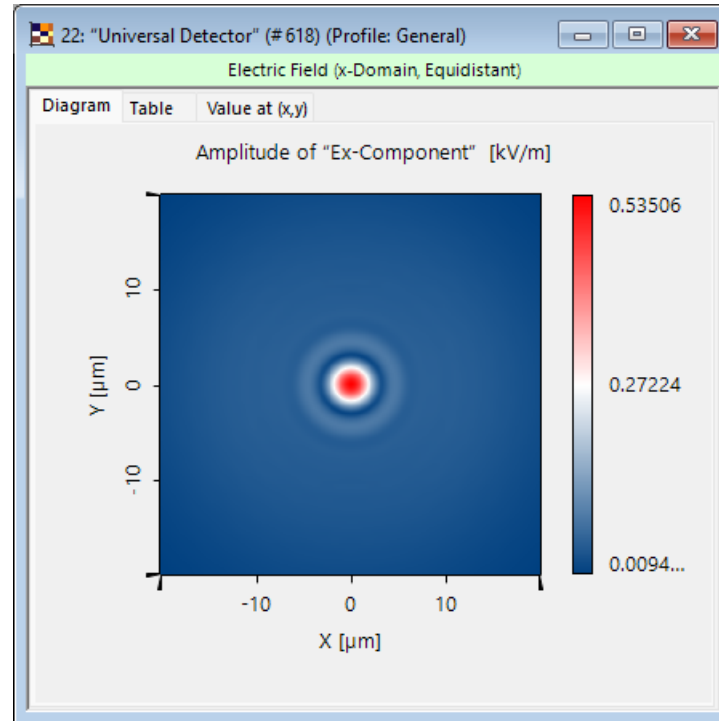 22: “Universal Detector” (#618) (Profile: General)
Electric Field (x-Domain, Equidistant)
Diagram Table Value at (x,y)
Amplitude of “Ex-Component” [kV/m]
0.53506
10
0.27224
Y [µm]
0
-10
0.0094...
-10 0 10
X [µm]